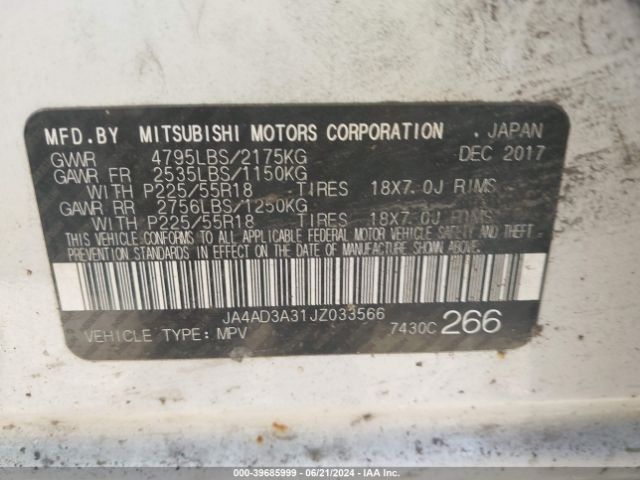 MFD.BY MITSUBISHI MOTORS CORPORATION . JAPAN
GVWR 4795LBS/2175KG DEC 2017
GAWR FR 2535LBS/1150KG
WITH P225/55R18 TIRES 18X7.0J RIMS
GAWR RR 2756LBS/1250KG
WITH P225/55R18 TIRES 18X7.0J RIMS
THIS VEHICLE CONFORMS TO ALL APPLICABLE FEDERAL MOTOR VEHICLE SAFETY AND THEFT
PREVENTION STANDARDS IN EFFECT ON THE DATE OF MANUFACTURE SHOWN ABOVE.
JA4AD3A31JZ033566
VEHICLE TYPE: MPV 7430C 266
000-39685999 - 06/21/2024 - IAA Inc.